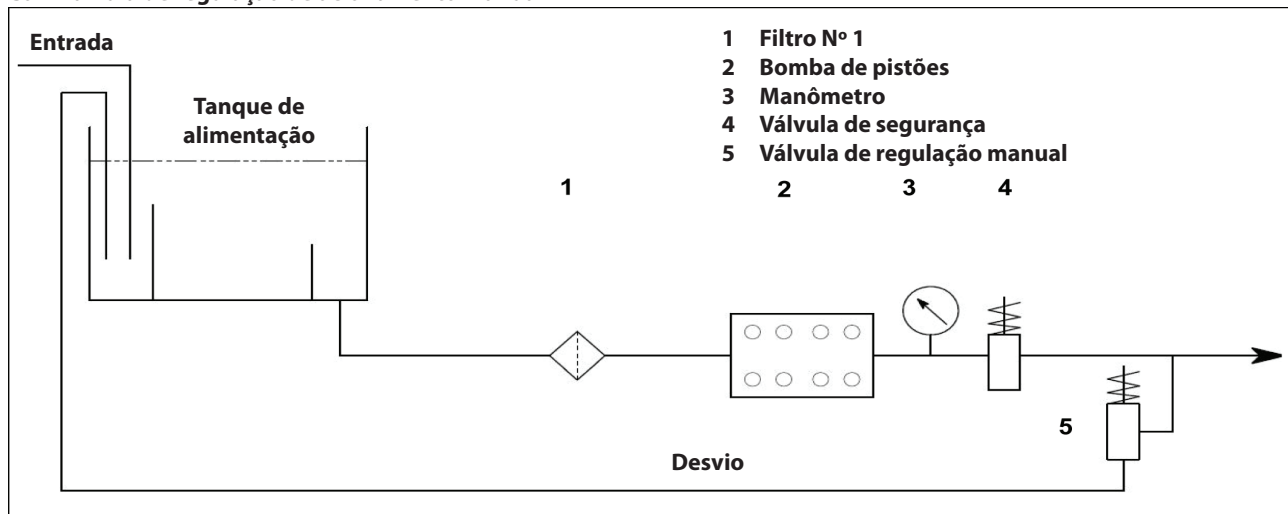 Entrada
Tanque de
alimentação
1 Filtro Nº 1
2 Bomba de pistões
3 Manômetro
4 Válvula de segurança
5 Válvula de regulação manual
1
2
3
4
5
Desvio